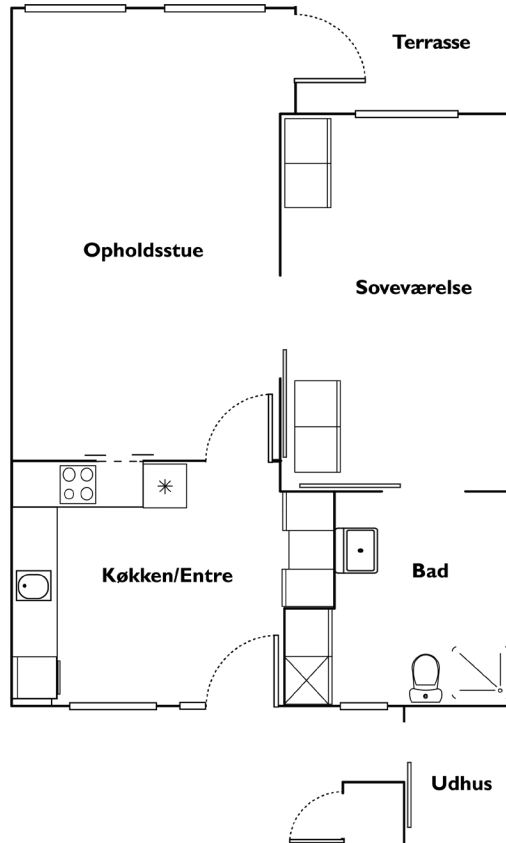 Terrasse
Opholdsstue
Soveværelse
Køkken/Entre
Bad
Udhus